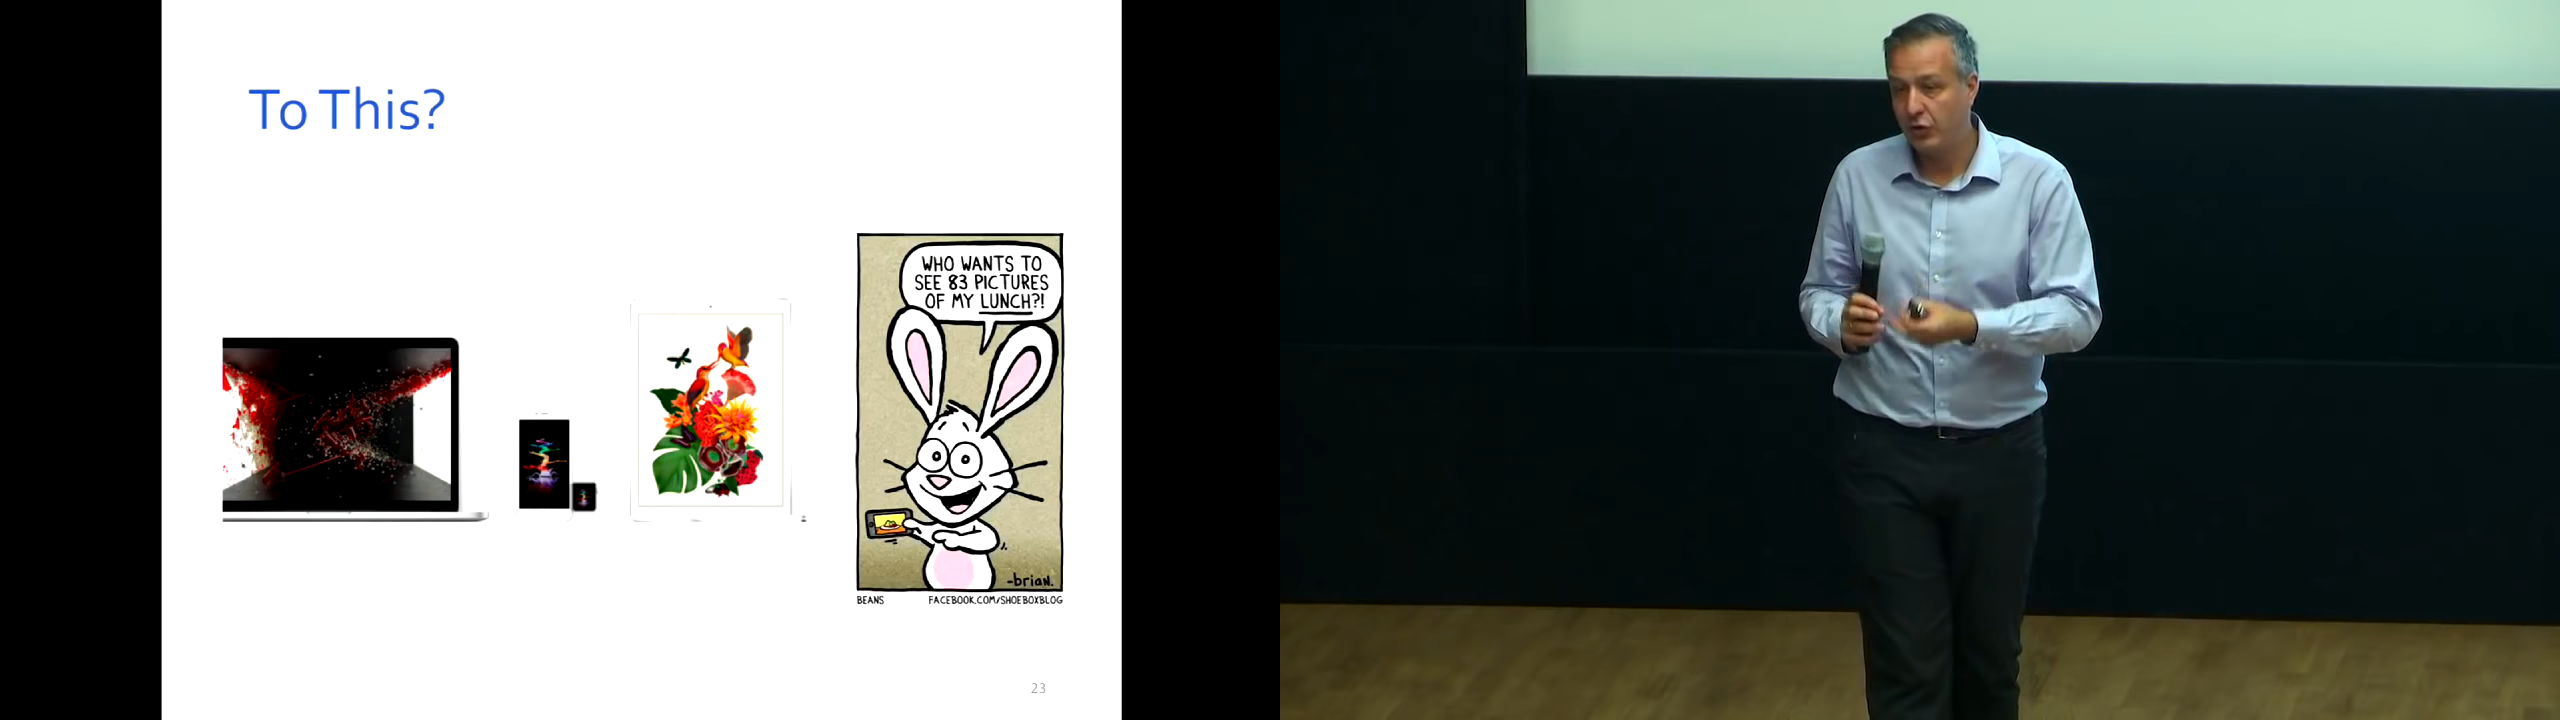 To This?
WHO WANTS TO
SEE 83 PICTURES
OF MY LUNCH?!
-brian.
BEANS
FACEBOOK.COM/SHOEBOXBLOG
23